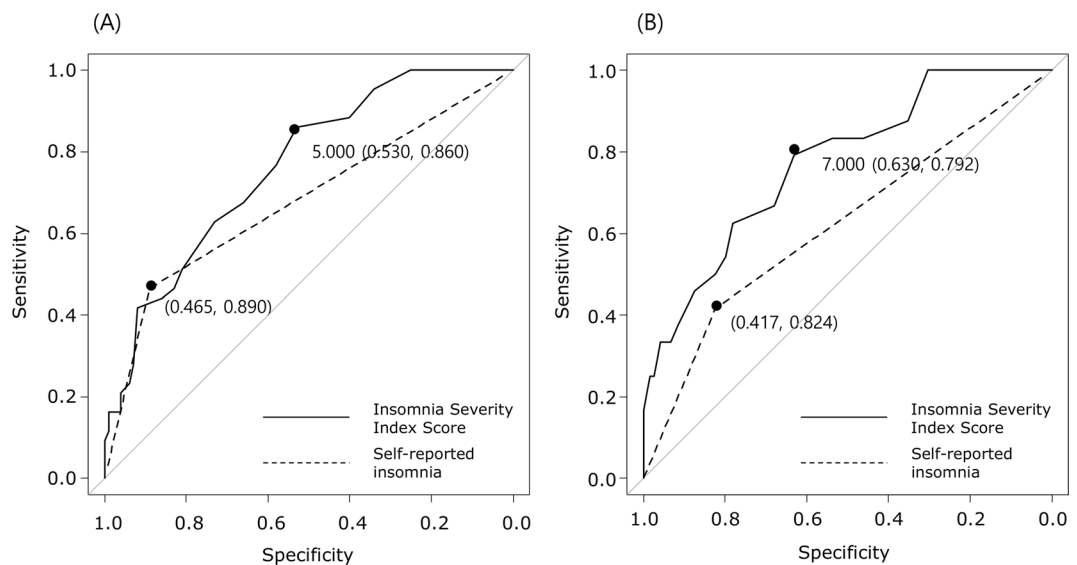 (A)
1.0
0.8
0.6
0.4
0.2
0.0
Sensitivity
5.000 (0.530, 0.860)
(0.465, 0.890)
Insomnia Severity
Index Score
Self-reported
insomnia
1.0
0.8
0.6
0.4
0.2
0.0
Specificity
(B)
1.0
0.8
0.6
0.4
0.2
0.0
Sensitivity
7.000 (0.630, 0.792)
(0.417, 0.824)
Insomnia Severity
Index Score
Self-reported
insomnia
1.0
0.8
0.6
0.4
0.2
0.0
Specificity